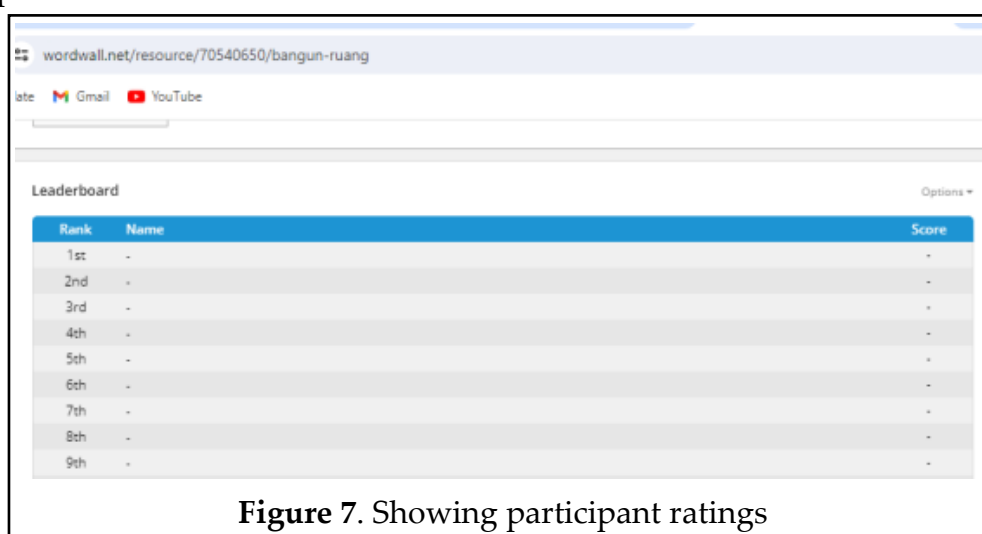 wordwall.net/resource/70540650/bangun-ruang
late Gmail YouTube
Leaderboard Options
Rank Name Score
1st - -
2nd - -
3rd - -
4th - -
5th - -
6th - -
7th - -
8th - -
9th - -
Figure 7. Showing participant ratings